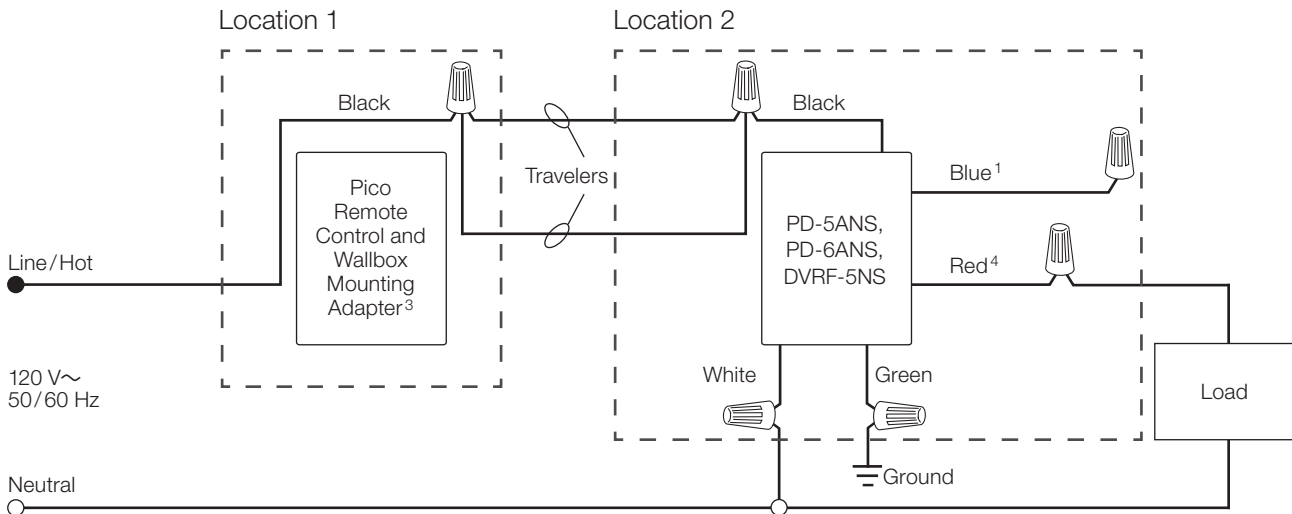 Location 1
Location 2
Black
Black
Travelers
Blue¹
Pico
Remote
Control and
Wallbox
Mounting
Adapter³
PD-5ANS,
PD-6ANS,
DVRF-5NS
Line/Hot
Red⁴
120 V~
50/60 Hz
White
Green
Load
Ground
Neutral